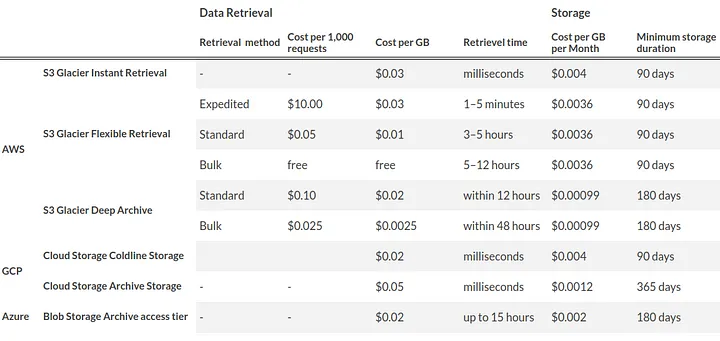 Data Retrieval Storage
Retrieval method Cost per 1,000 requests Cost per GB Retrievel time Cost per GB per Month Minimum storage duration
AWS
S3 Glacier Instant Retrieval - - $0.03 milliseconds $0.004 90 days
S3 Glacier Flexible Retrieval
Expedited $10.00 $0.03 1–5 minutes $0.0036 90 days
Standard $0.05 $0.01 3–5 hours $0.0036 90 days
Bulk free free 5–12 hours $0.0036 90 days
S3 Glacier Deep Archive
Standard $0.10 $0.02 within 12 hours $0.00099 180 days
Bulk $0.025 $0.0025 within 48 hours $0.00099 180 days
GCP
Cloud Storage Coldline Storage $0.02 milliseconds $0.004 90 days
Cloud Storage Archive Storage - - $0.05 milliseconds $0.0012 365 days
Azure Blob Storage Archive access tier - - $0.02 up to 15 hours $0.002 180 days